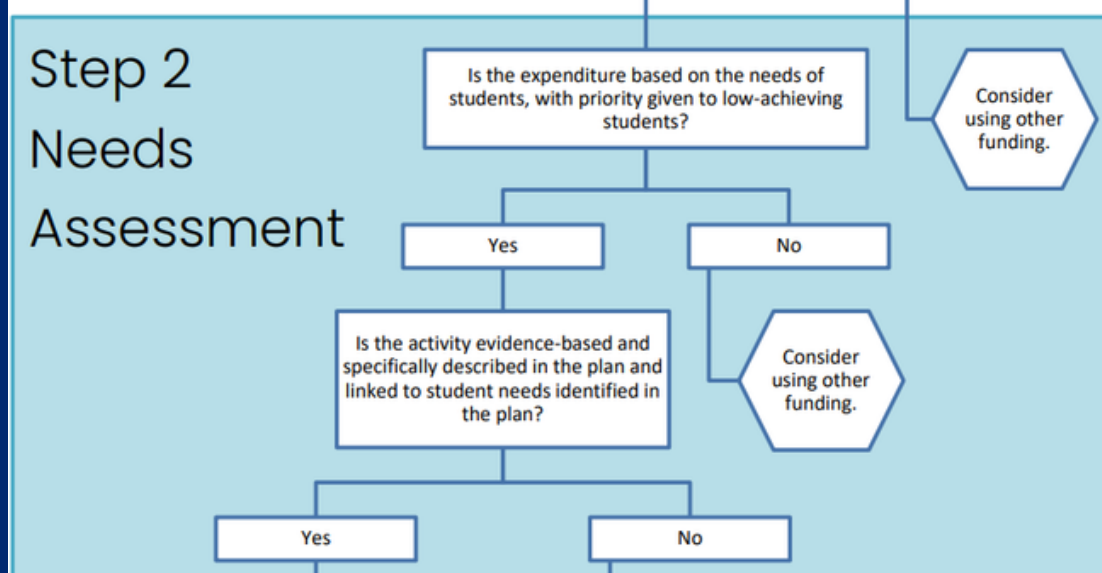 Step 2
Needs
Assessment
Is the expenditure based on the needs of
students, with priority given to low-achieving
students?
Consider
using other
funding.
Yes
No
Is the activity evidence-based and
specifically described in the plan and
linked to student needs identified in
the plan?
Consider
using other
funding.
Yes
No